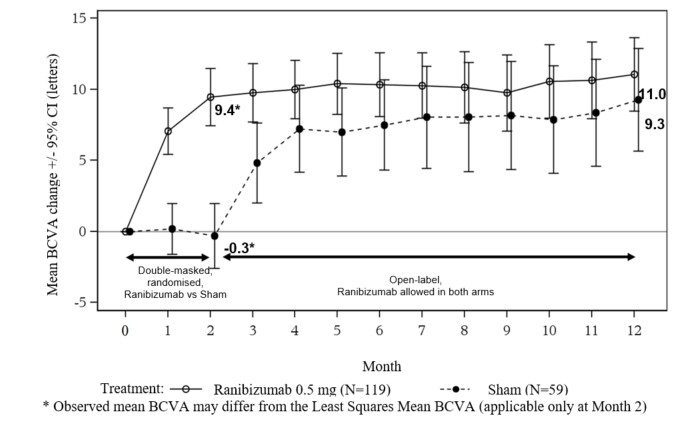 Mean BCVA change +/- 95% CI (letters)
15
10
5
0
-5
9.4*
-0.3*
11.0
9.3
Double-masked,
randomised,
Ranibizumab vs Sham
Open-label,
Ranibizumab allowed in both arms
0 1 2 3 4 5 6 7 8 9 10 11 12
Month
Treatment: Ranibizumab 0.5 mg (N=119) Sham (N=59)
* Observed mean BCVA may differ from the Least Squares Mean BCVA (applicable only at Month 2)